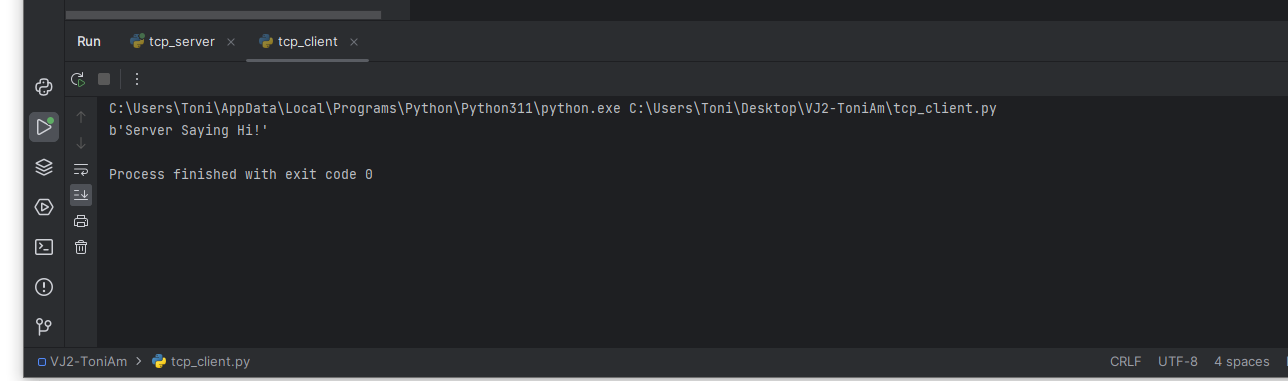 Run tcp_server tcp_client
C:\Users\Toni\AppData\Local\Programs\Python\Python311\python.exe C:\Users\Toni\Desktop\VJ2-ToniAm\tcp_client.py
b'Server Saying Hi!'
Process finished with exit code 0
VJ2-ToniAm > tcp_client.py CRLF UTF-8 4 spaces